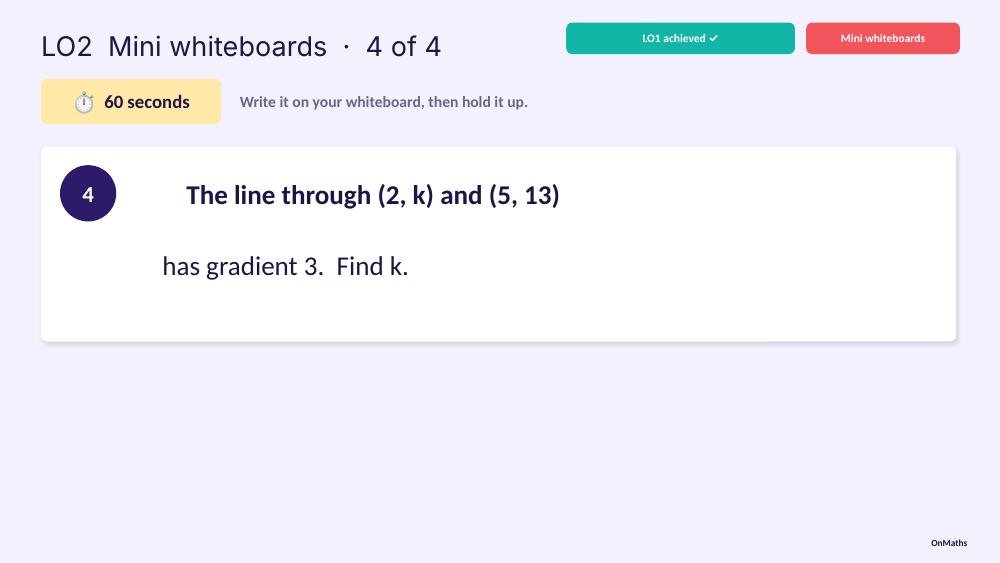 LO2 Mini whiteboards · 4 of 4
LO1 achieved ✓
Mini whiteboards
⏱️ 60 seconds
Write it on your whiteboard, then hold it up.
4
The line through (2, k) and (5, 13)
has gradient 3. Find k.
OnMaths